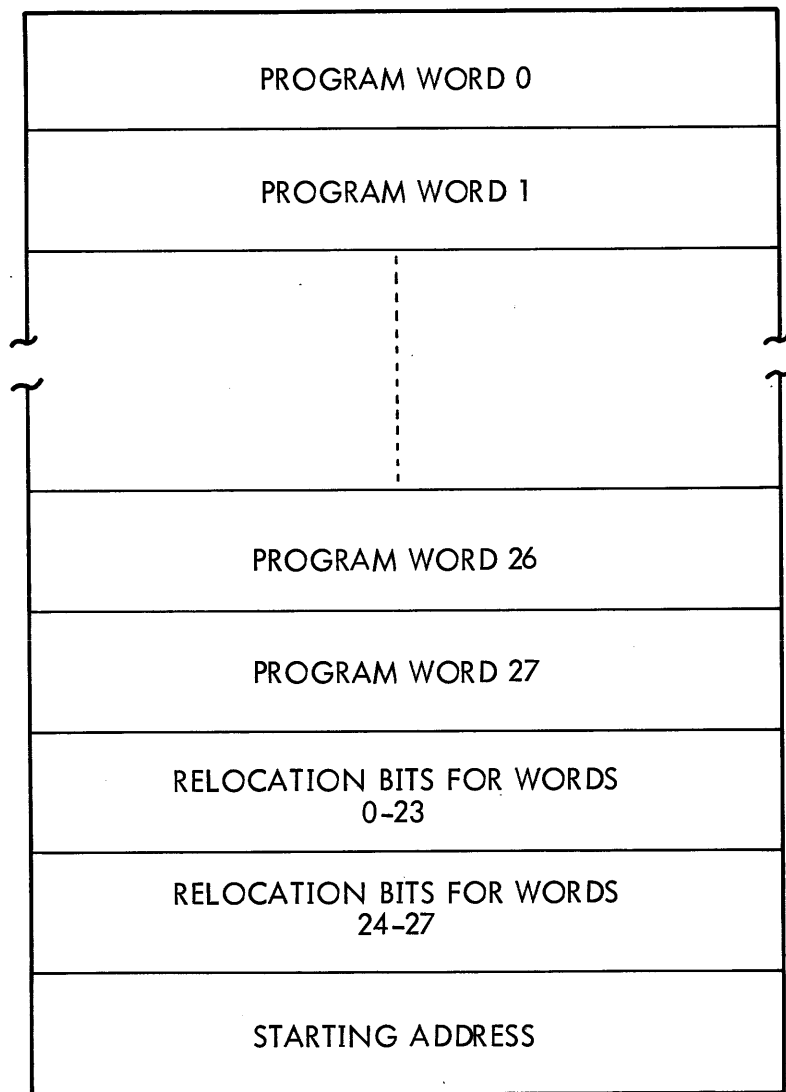 PROGRAM WORD 0
PROGRAM WORD 1
PROGRAM WORD 26
PROGRAM WORD 27
RELOCATION BITS FOR WORDS
0-23
RELOCATION BITS FOR WORDS
24-27
STARTING ADDRESS